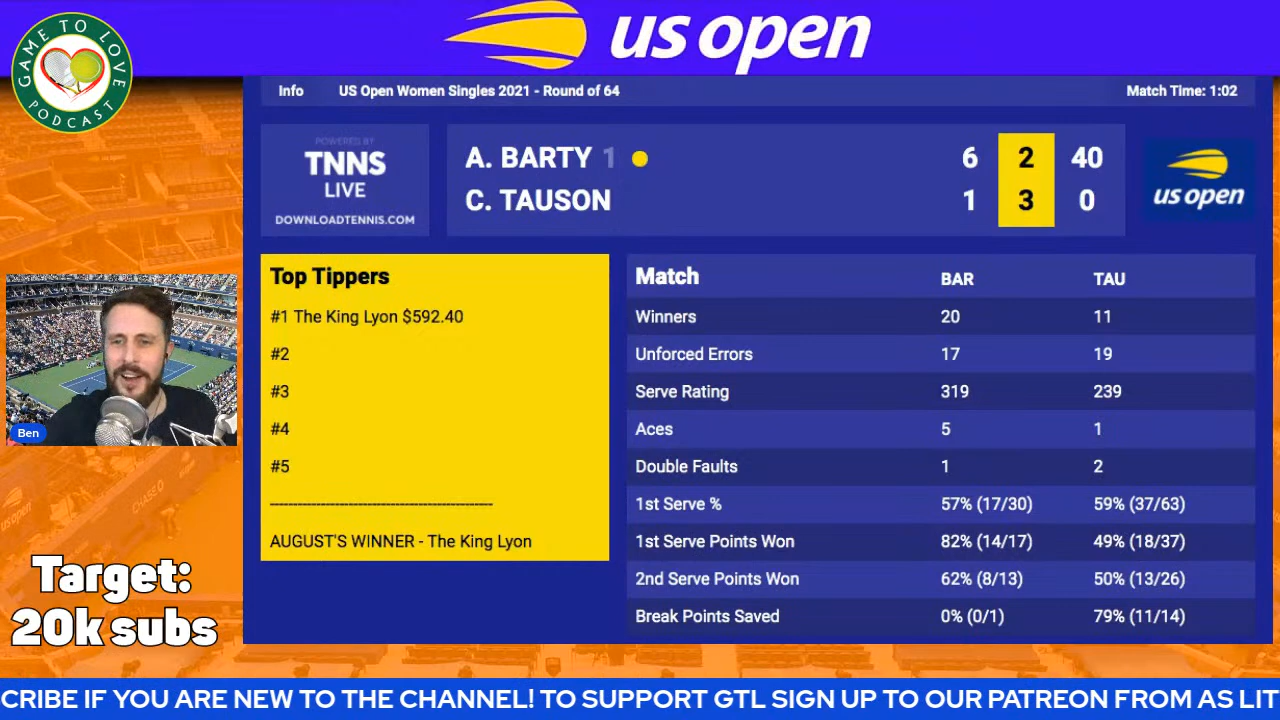 GAME TO LOVE
PODCAST
us open
Info US Open Women Singles 2021 - Round of 64 Match Time: 1:02
POWERED BY
TNNS
LIVE
DOWNLOADTENNIS.COM
A. BARTY 1 6 2 40
C. TAUSON 1 3 0
us open
Top Tippers
#1 The King Lyon $592.40
#2
#3
#4
#5
-----------------------------------------------
AUGUST'S WINNER - The King Lyon
Match BAR TAU
Winners 20 11
Unforced Errors 17 19
Serve Rating 319 239
Aces 5 1
Double Faults 1 2
1st Serve % 57% (17/30) 59% (37/63)
1st Serve Points Won 82% (14/17) 49% (18/37)
2nd Serve Points Won 62% (8/13) 50% (13/26)
Break Points Saved 0% (0/1) 79% (11/14)
Ben
us open
CHASE
Target:
20k subs
CRIBE IF YOU ARE NEW TO THE CHANNEL! TO SUPPORT GTL SIGN UP TO OUR PATREON FROM AS LIT